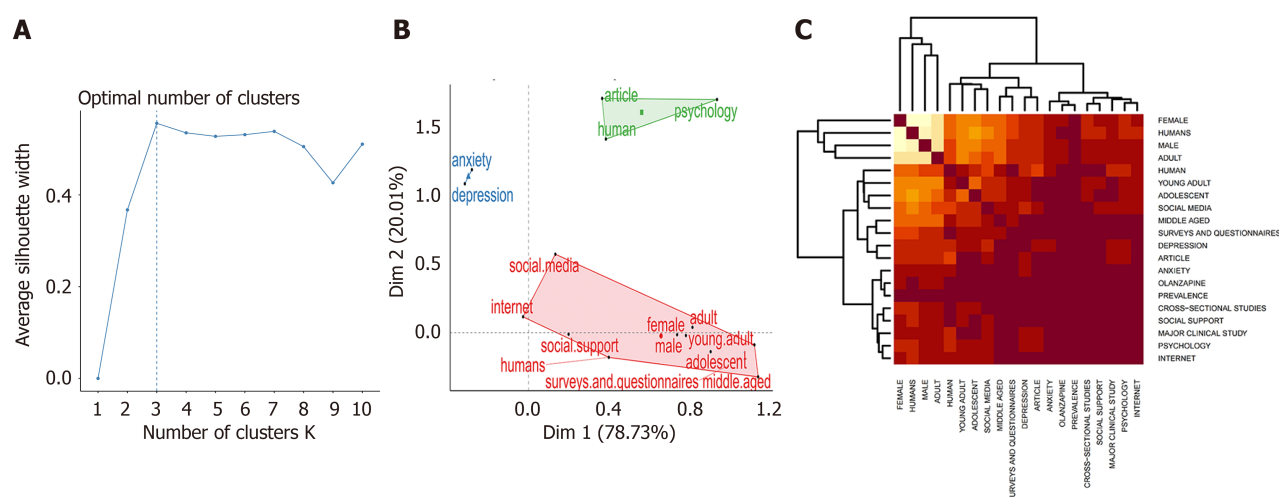 A
Optimal number of clusters
Average silhouette width
0.4
0.2
0.0
1 2 3 4 5 6 7 8 9 10
Number of clusters K
B
Dim 2 (20.01%)
1.5
1.0
0.5
0.0
article
psychology
human
anxiety
depression
social.media
internet
adult
female
young.adult
male
social.support
adolescent
humans
surveys.and.questionnaires middle.aged
0.0 0.4 0.8 1.2
Dim 1 (78.73%)
C
FEMALE
HUMANS
MALE
ADULT
HUMAN
YOUNG ADULT
ADOLESCENT
SOCIAL MEDIA
MIDDLE AGED
SURVEYS AND QUESTIONNAIRES
DEPRESSION
ARTICLE
ANXIETY
OLANZAPINE
PREVALENCE
CROSS-SECTIONAL STUDIES
SOCIAL SUPPORT
MAJOR CLINICAL STUDY
PSYCHOLOGY
INTERNET
FEMALE
HUMANS
MALE
ADULT
HUMAN
YOUNG ADULT
ADOLESCENT
SOCIAL MEDIA
MIDDLE AGED
URVEYS AND QUESTIONNAIRES
DEPRESSION
ARTICLE
ANXIETY
OLANZAPINE
PREVALENCE
CROSS-SECTIONAL STUDIES
SOCIAL SUPPORT
MAJOR CLINICAL STUDY
PSYCHOLOGY
INTERNET